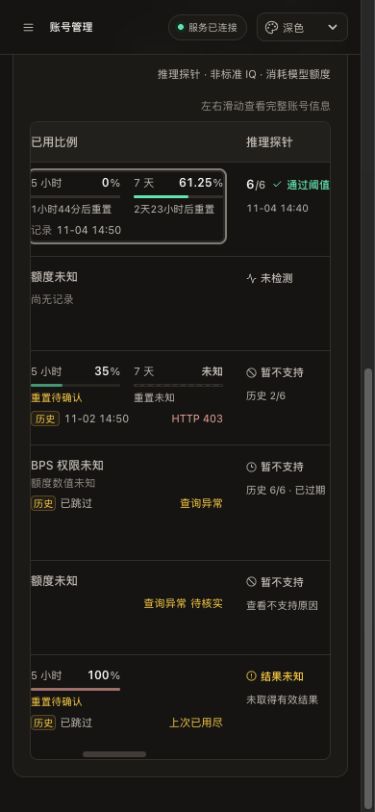 账号管理 服务已连接 深色
推理探针 · 非标准 IQ · 消耗模型额度
左右滑动查看完整账号信息
已用比例 推理探针
5 小时 0% 7 天 61.25% 6/6 通过阈值
1小时44分后重置 2天23小时后重置 11-04 14:40
记录 11-04 14:50
额度未知 未检测
尚无记录
5 小时 35% 7 天 未知 暂不支持
重置待确认 重置未知 历史 2/6
历史 11-02 14:50 HTTP 403
BPS 权限未知 暂不支持
额度数值未知 历史 6/6 · 已过期
历史 已跳过 查询异常
额度未知 暂不支持
查询异常 待核实 查看不支持原因
5 小时 100% 结果未知
重置待确认 未取得有效结果
历史 已跳过 上次已用尽